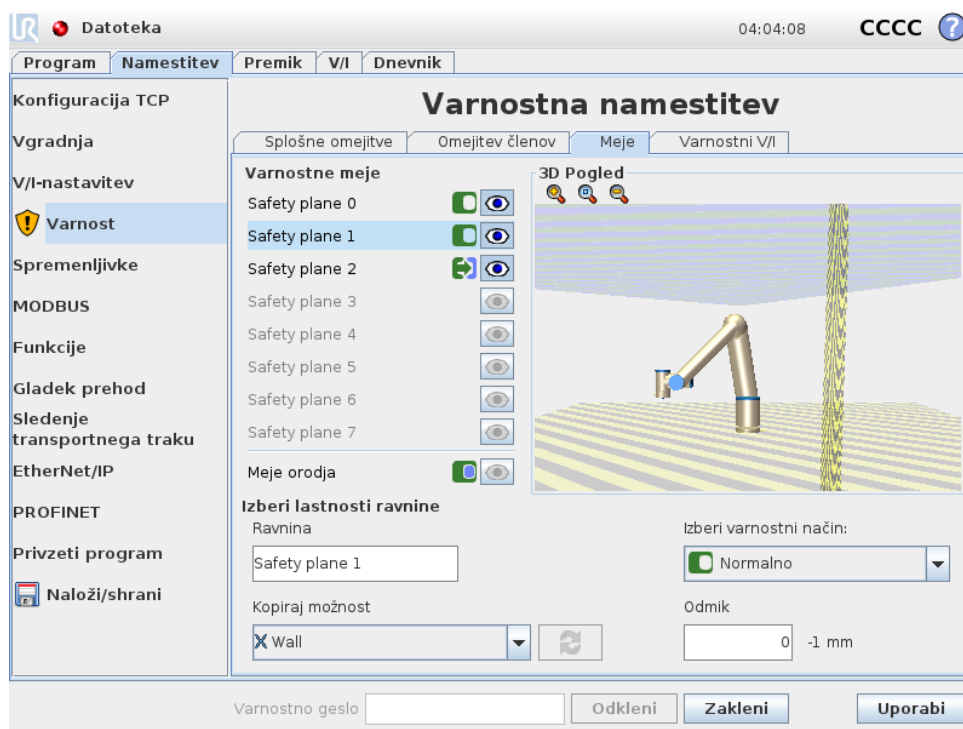 UR Datoteka 04:04:08 CCCC ?
Program Namestitev Premik V/I Dnevnik
Konfiguracija TCP
Vgradnja
V/I-nastavitev
Varnost
Spremenljivke
MODBUS
Funkcije
Gladek prehod
Sledenje
transportnega traku
EtherNet/IP
PROFINET
Privzeti program
Naloži/shrani
Varnostna namestitev
Splošne omejitve Omejitev členov Meje Varnostni V/I
Varnostne meje
Safety plane 0
Safety plane 1
Safety plane 2
Safety plane 3
Safety plane 4
Safety plane 5
Safety plane 6
Safety plane 7
Meje orodja
3D Pogled
Izberi lastnosti ravnine
Ravnina
Safety plane 1
Kopiraj možnost
Wall
Izberi varnostni način:
Normalno
Odmik
0 -1 mm
Varnostno geslo Odkleni Zakleni Uporabi